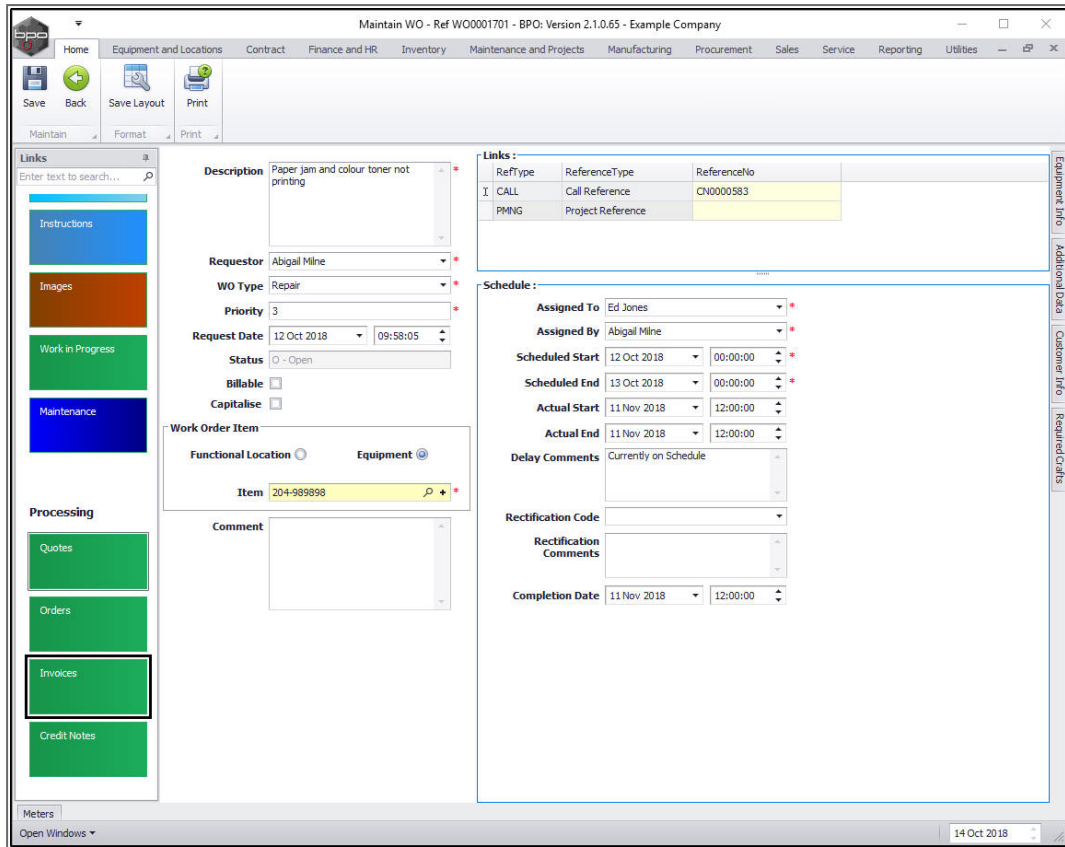 Maintain WO - Ref WO0001701 - BPO: Version 2.1.0.65 - Example Company
bpo
Home Equipment and Locations Contract Finance and HR Inventory Maintenance and Projects Manufacturing Procurement Sales Service Reporting Utilities
Save Back Save Layout Print
Maintain Format Print
Links
Enter text to search...
Instructions
Images
Work in Progress
Maintenance
Processing
Quotes
Orders
Invoices
Credit Notes
Description Paper jam and colour toner not
printing *
Requestor Abigail Milne *
WO Type Repair *
Priority 3 *
Request Date 12 Oct 2018 09:58:05
Status O - Open
Billable
Capitalise
Work Order Item
Functional Location Equipment
Item 204-989898 *
Comment
Links :
RefType ReferenceType ReferenceNo
CALL Call Reference CN0000583
PMNG Project Reference
Schedule :
Assigned To Ed Jones *
Assigned By Abigail Milne *
Scheduled Start 12 Oct 2018 00:00:00 *
Scheduled End 13 Oct 2018 00:00:00 *
Actual Start 11 Nov 2018 12:00:00
Actual End 11 Nov 2018 12:00:00
Delay Comments Currently on Schedule
Rectification Code
Rectification
Comments
Completion Date 11 Nov 2018 12:00:00
Equipment Info
Additional Data
Customer Info
Required Crafts
Meters
Open Windows 14 Oct 2018